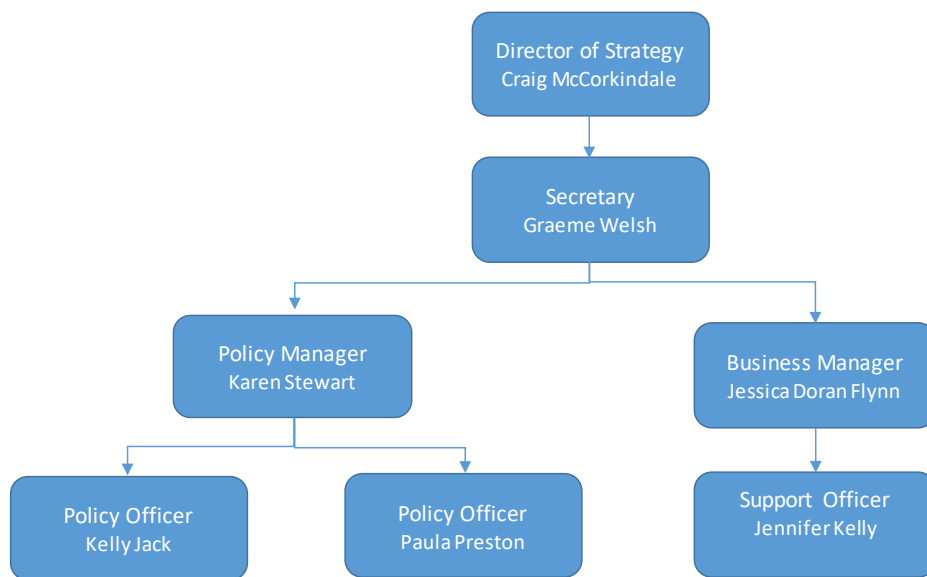 Director of Strategy
Craig McCorkindale
Secretary
Graeme Welsh
Policy Manager
Karen Stewart
Business Manager
Jessica Doran Flynn
Policy Officer
Kelly Jack
Policy Officer
Paula Preston
Support Officer
Jennifer Kelly